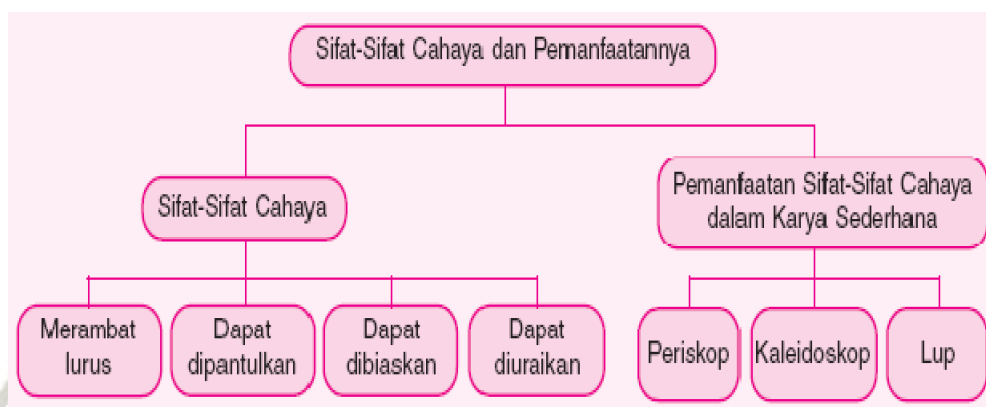 Sifat-Sifat Cahaya dan Pemanfaatannya
Sifat-Sifat Cahaya
Pemanfaatan Sifat-Sifat Cahaya
dalam Karya Sederhana
Merambat
lurus
Dapat
dipantulkan
Dapat
dibiaskan
Dapat
diuraikan
Periskop
Kaleidoskop
Lup